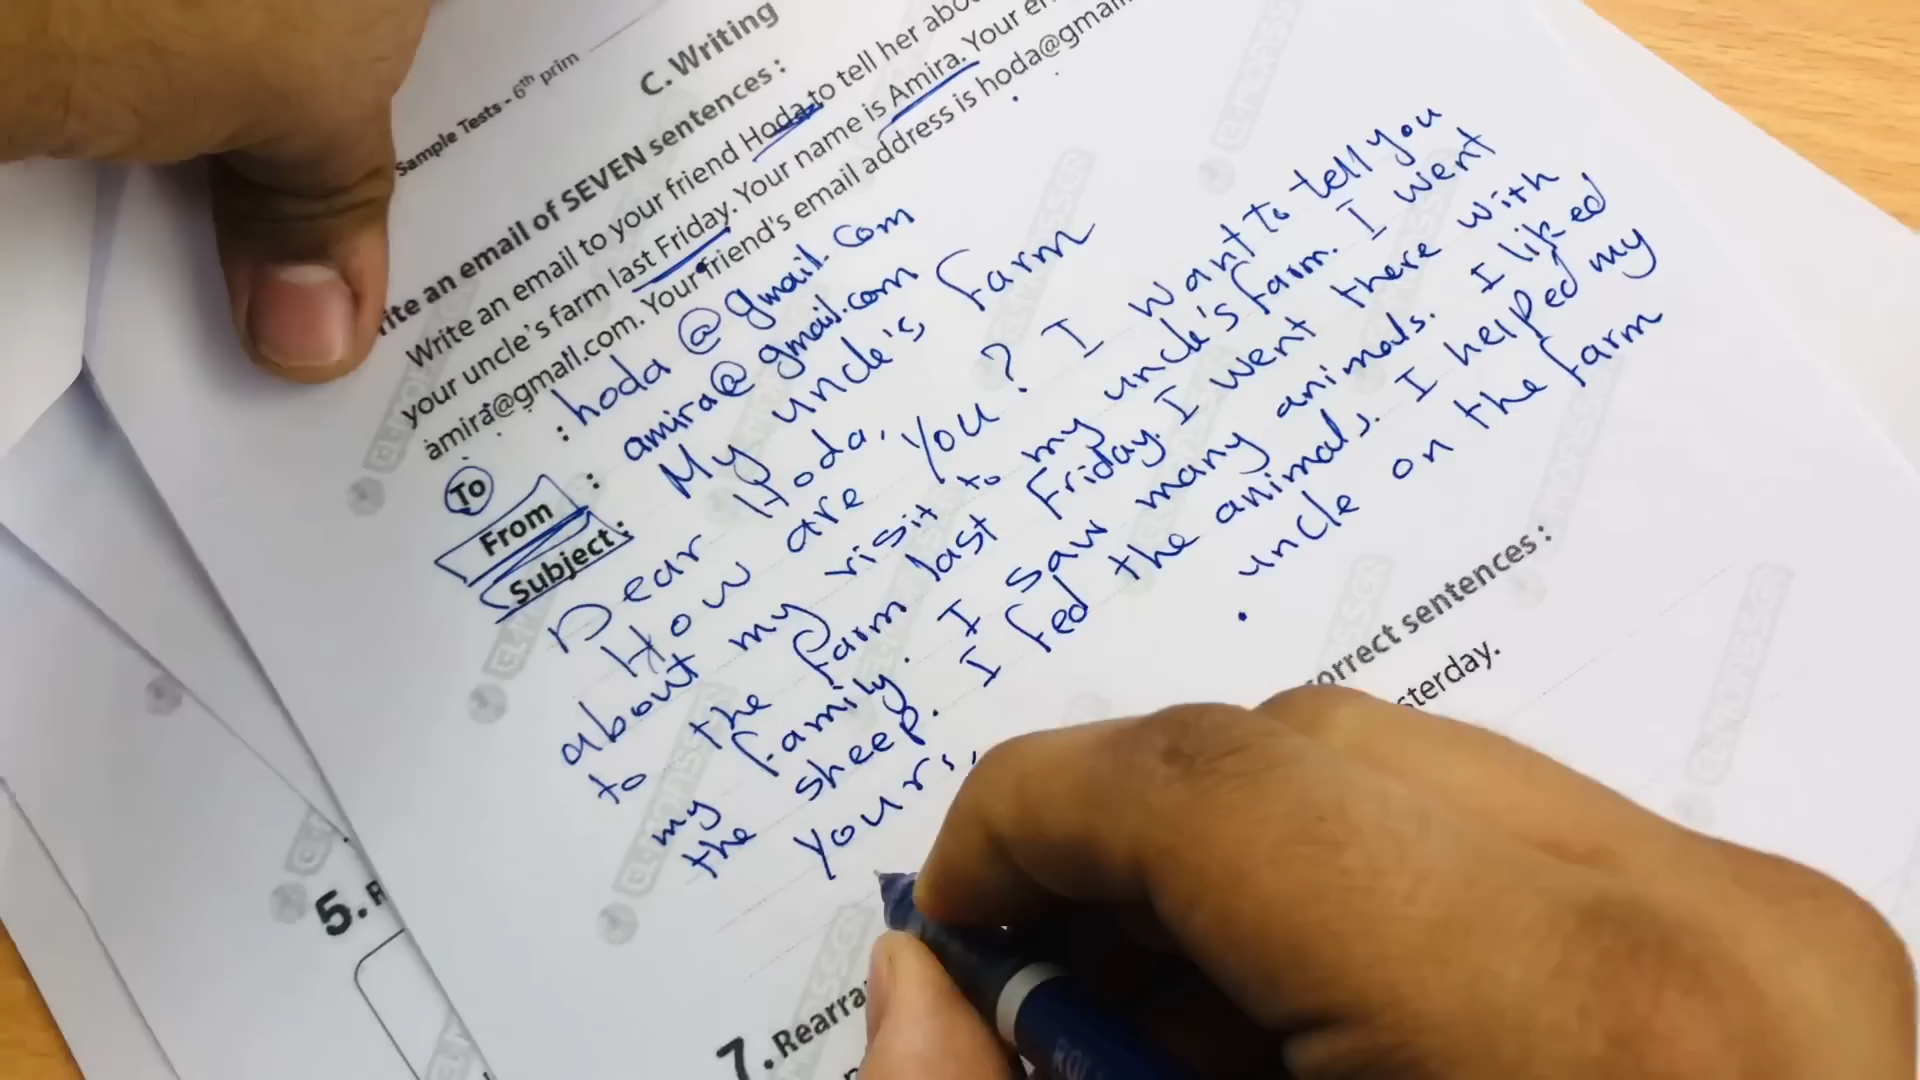 Sample Tests - 6th prim
C. Writing
ite an email of SEVEN sentences :
Write an email to your friend Hoda to tell her
your uncle's farm last Friday. Your name is Amira. Your
amira@gmail.com. Your friend's email address is hoda@gmail
To : hoda @ gmail. com
From : amira@ gmail.com
Subject : My uncle's farm
Dear Hoda,
How are you ? I want to tell you
about my visit to my uncle's farm. I went
to the farm last Friday. I went there with
my family. I saw many animals. I liked
the sheep. I fed the animals. I helped my
uncle on the farm
yours,
orrect sentences :
sterday.
5. R
7. Rearra